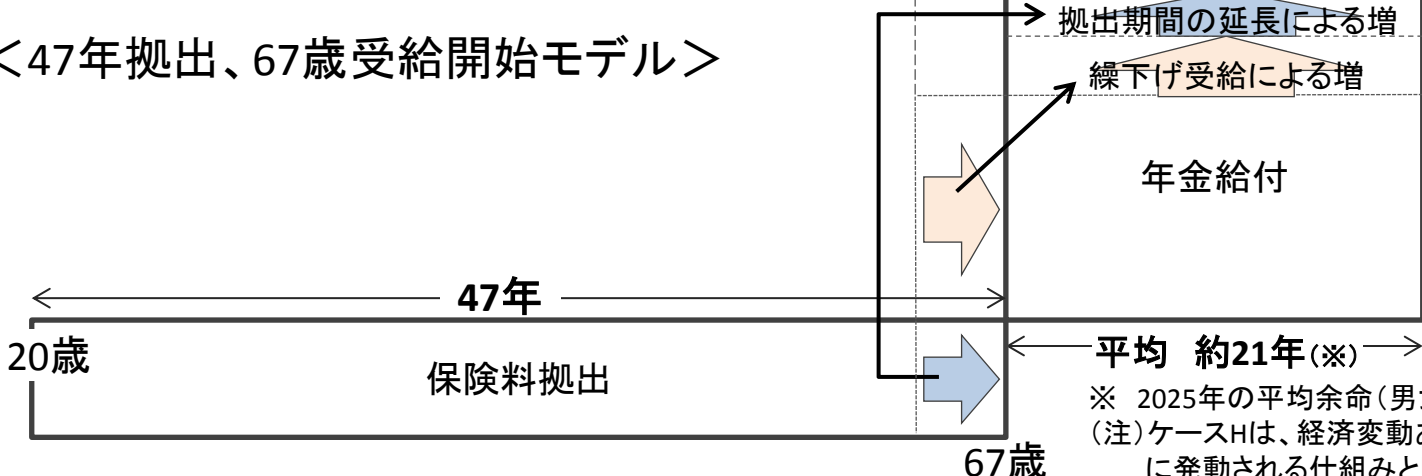 拠出期間の延長による増
<47年拠出、67歳受給開始モデル>
繰下げ受給による増
年金給付
47年
20歳
保険料拠出
平均 約21年(※)
※ 2025年の平均余命(男
(注)ケースHは、経済変動
に発動される仕組みと
67歳